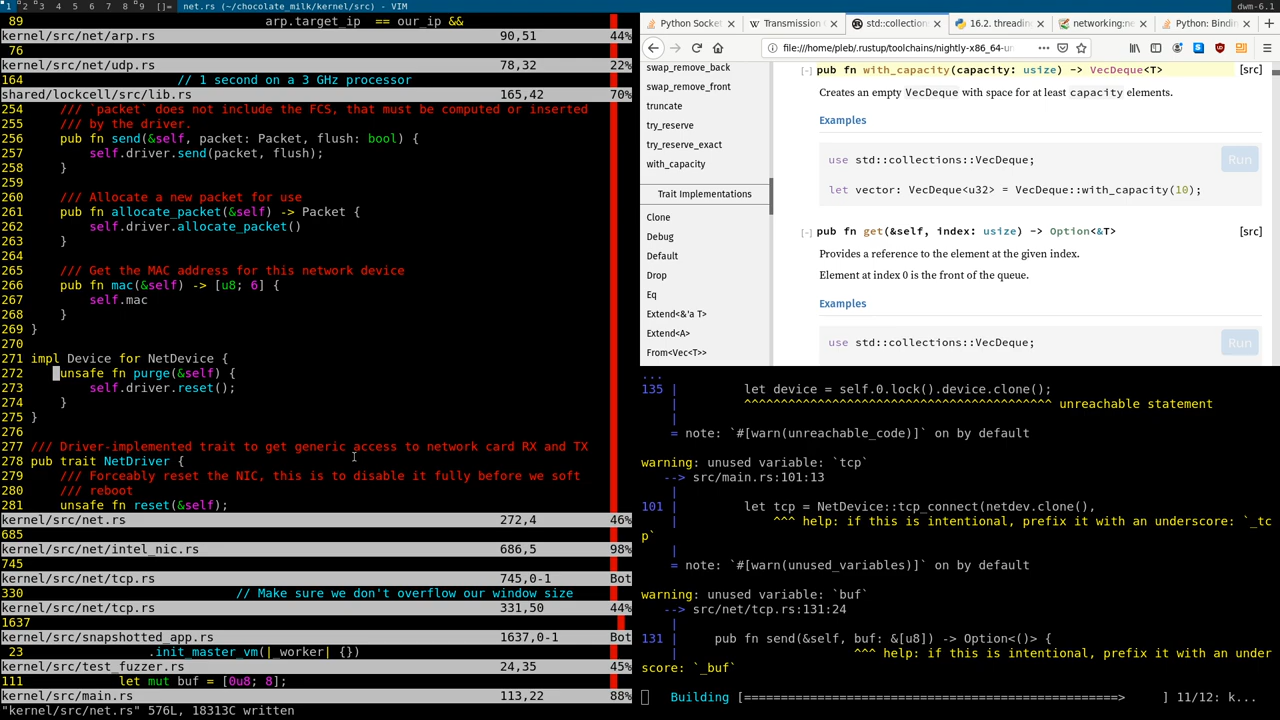 1 2 3 4 5 6 7 8 9 []= net.rs (~/chocolate_milk/kernel/src) - VIM
dwm-6.1
89 arp.target_ip == our_ip &&
kernel/src/net/arp.rs 90,51 44%
76
kernel/src/net/udp.rs 78,32 22%
164 // 1 second on a 3 GHz processor
shared/lockcell/src/lib.rs 165,42 70%
254 /// `packet` does not include the FCS, that must be computed or inserted
255 /// by the driver.
256 pub fn send(&self, packet: Packet, flush: bool) {
257 self.driver.send(packet, flush);
258 }
259
260 /// Allocate a new packet for use
261 pub fn allocate_packet(&self) -> Packet {
262 self.driver.allocate_packet()
263 }
264
265 /// Get the MAC address for this network device
266 pub fn mac(&self) -> [u8; 6] {
267 self.mac
268 }
269 }
270
271 impl Device for NetDevice {
272 unsafe fn purge(&self) {
273 self.driver.reset();
274 }
275 }
276
277 /// Driver-implemented trait to get generic access to network card RX and TX
278 pub trait NetDriver {
279 /// Forceably reset the NIC, this is to disable it fully before we soft
280 /// reboot
281 unsafe fn reset(&self);
kernel/src/net.rs 272,4 46%
685
kernel/src/net/intel_nic.rs 686,5 98%
745
kernel/src/net/tcp.rs 745,0-1 Bot
330 // Make sure we don't overflow our window size
kernel/src/net/tcp.rs 331,50 44%
1637
kernel/src/snapshotted_app.rs 1637,0-1 Bot
23 .init_master_vm(|_worker| {})
kernel/src/test_fuzzer.rs 24,35 45%
111 let mut buf = [0u8; 8];
kernel/src/main.rs 113,22 88%
"kernel/src/net.rs" 576L, 18313C written
Python Socket
Transmission
std::collection
16.2. threadin
networking:ne
Python: Bindin
file:///home/pleb/.rustup/toolchains/nightly-x86_64-u
swap_remove_back
swap_remove_front
truncate
try_reserve
try_reserve_exact
with_capacity
Trait Implementations
Clone
Debug
Default
Drop
Eq
Extend<&'a T>
Extend<A>
From<Vec<T>>
[-] pub fn with_capacity(capacity: usize) -> VecDeque<T> [src]
Creates an empty VecDeque with space for at least capacity elements.
Examples
use std::collections::VecDeque;
Run
let vector: VecDeque<u32> = VecDeque::with_capacity(10);
[-] pub fn get(&self, index: usize) -> Option<&T> [src]
Provides a reference to the element at the given index.
Element at index 0 is the front of the queue.
Examples
use std::collections::VecDeque;
Run
...
135 | let device = self.0.lock().device.clone();
| ^^^^^^^^^^^^^^^^^^^^^^^^^^^^^^^^^^^^^^^^^^ unreachable statement
|
= note: `#[warn(unreachable_code)]` on by default
warning: unused variable: `tcp`
--> src/main.rs:101:13
|
101 | let tcp = NetDevice::tcp_connect(netdev.clone(),
| ^^^ help: if this is intentional, prefix it with an underscore: `_tc
p`
|
= note: `#[warn(unused_variables)]` on by default
warning: unused variable: `buf`
--> src/net/tcp.rs:131:24
|
131 | pub fn send(&self, buf: &[u8]) -> Option<()> {
| ^^^ help: if this is intentional, prefix it with an under
score: `_buf`
Building [===================================================> ] 11/12: k...